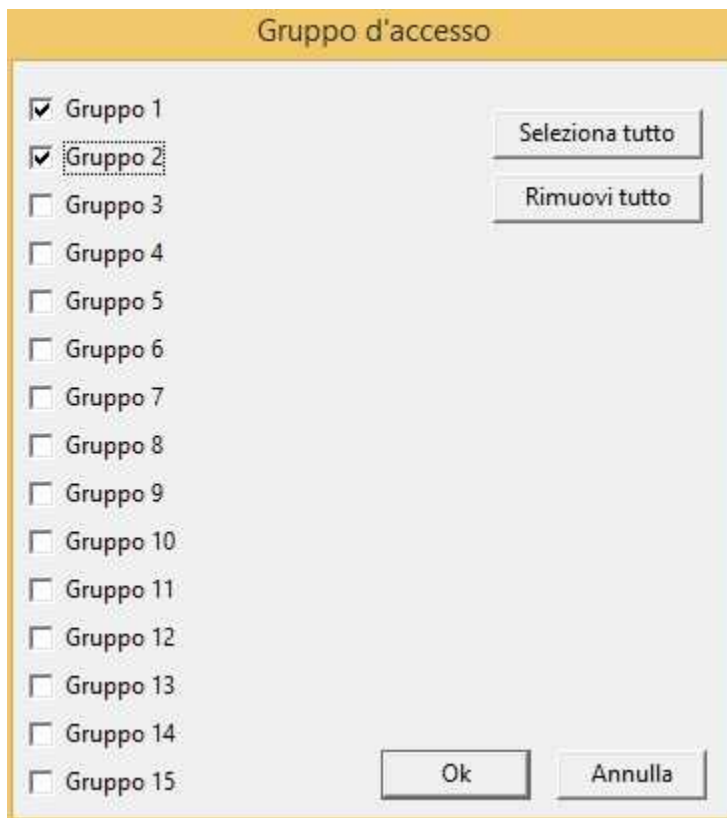 Gruppo d'accesso
Gruppo 1
Gruppo 2
Gruppo 3
Gruppo 4
Gruppo 5
Gruppo 6
Gruppo 7
Gruppo 8
Gruppo 9
Gruppo 10
Gruppo 11
Gruppo 12
Gruppo 13
Gruppo 14
Gruppo 15
Seleziona tutto
Rimuovi tutto
Ok
Annulla